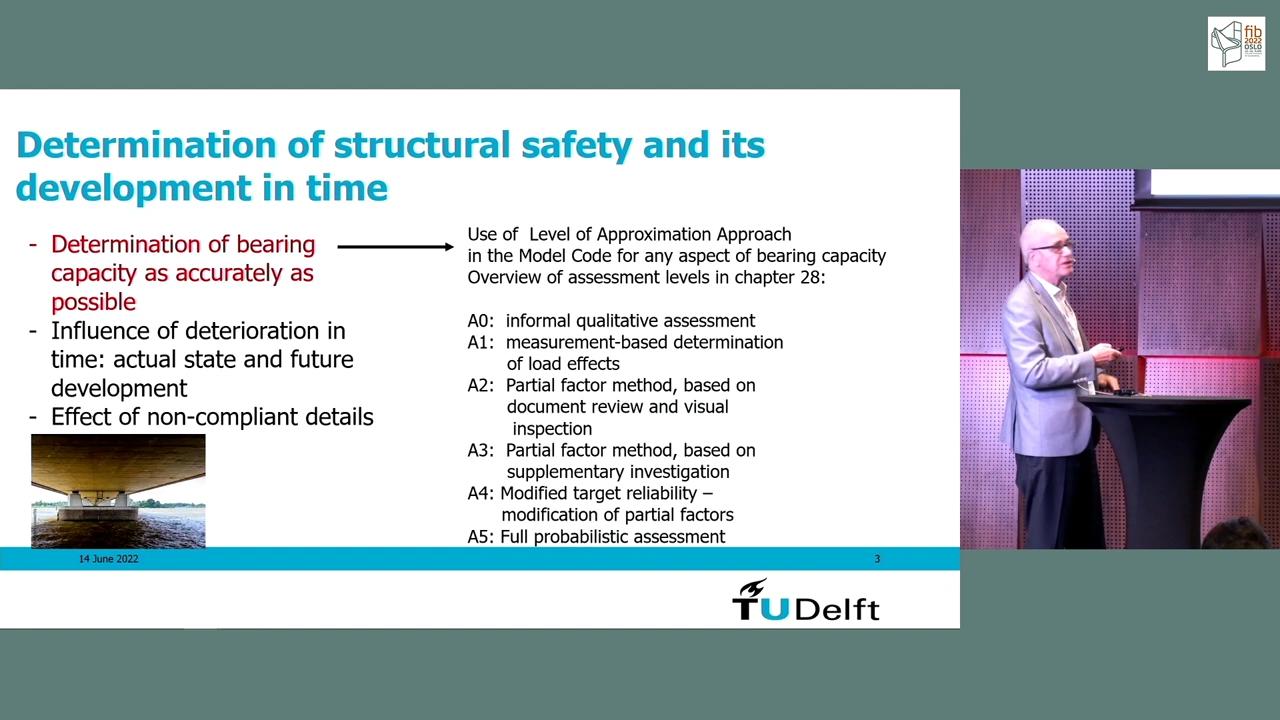 fib
2022
OSLO
Determination of structural safety and its
development in time
- Determination of bearing
capacity as accurately as
possible
- Influence of deterioration in
time: actual state and future
development
- Effect of non-compliant details
Use of Level of Approximation Approach
in the Model Code for any aspect of bearing capacity
Overview of assessment levels in chapter 28:
A0: informal qualitative assessment
A1: measurement-based determination
of load effects
A2: Partial factor method, based on
document review and visual
inspection
A3: Partial factor method, based on
supplementary investigation
A4: Modified target reliability –
modification of partial factors
A5: Full probabilistic assessment
14 June 2022
3
TU Delft